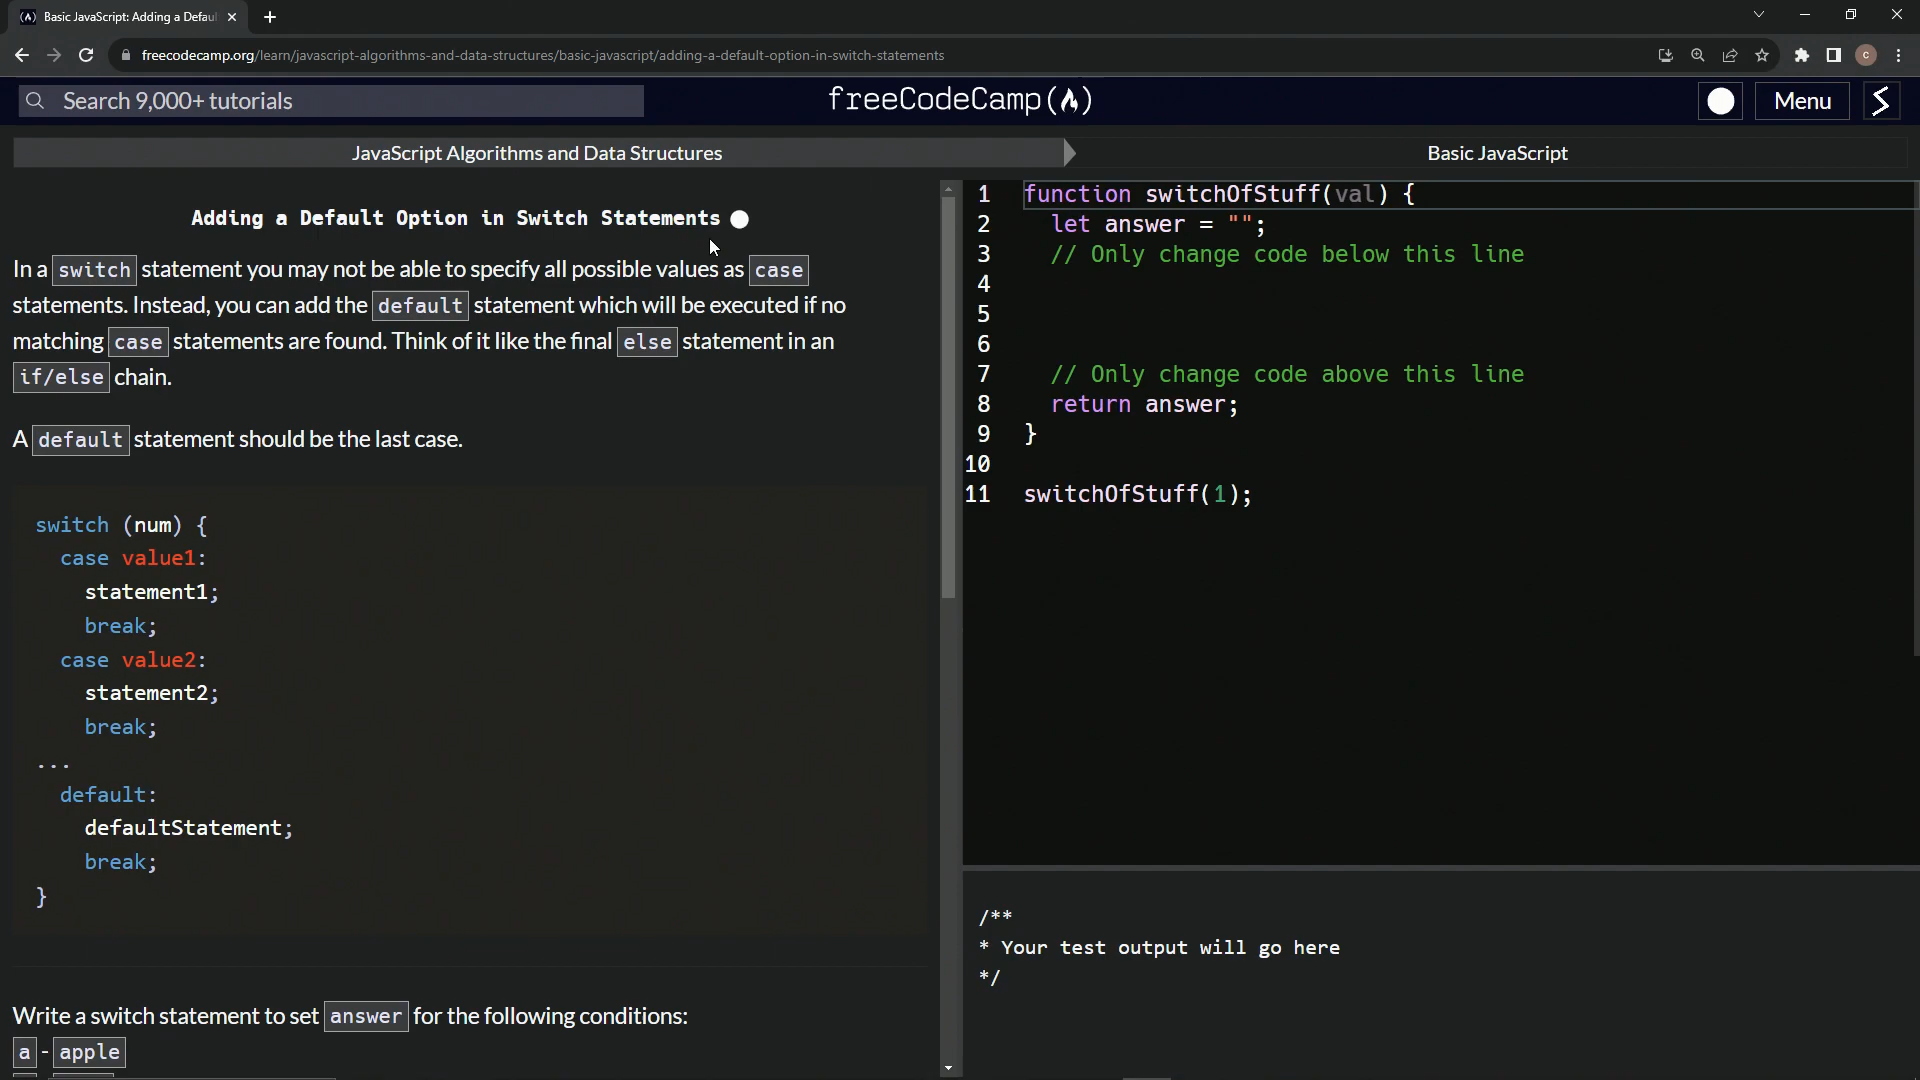 Basic JavaScript: Adding a Defau
freecodecamp.org/learn/javascript-algorithms-and-data-structures/basic-javascript/adding-a-default-option-in-switch-statements
C
Search 9,000+ tutorials
freeCodeCamp
Menu
JavaScript Algorithms and Data Structures
Basic JavaScript
Adding a Default Option in Switch Statements
In a switch statement you may not be able to specify all possible values as case
statements. Instead, you can add the default statement which will be executed if no
matching case statements are found. Think of it like the final else statement in an
if/else chain.
A default statement should be the last case.
switch (num) {
case value1:
statement1;
break;
case value2:
statement2;
break;
...
default:
defaultStatement;
break;
}
Write a switch statement to set answer for the following conditions:
a - apple
1 function switchOfStuff(val) {
2 let answer = "";
3 // Only change code below this line
4
5
6
7 // Only change code above this line
8 return answer;
9 }
10
11 switchOfStuff(1);
/**
* Your test output will go here
*/